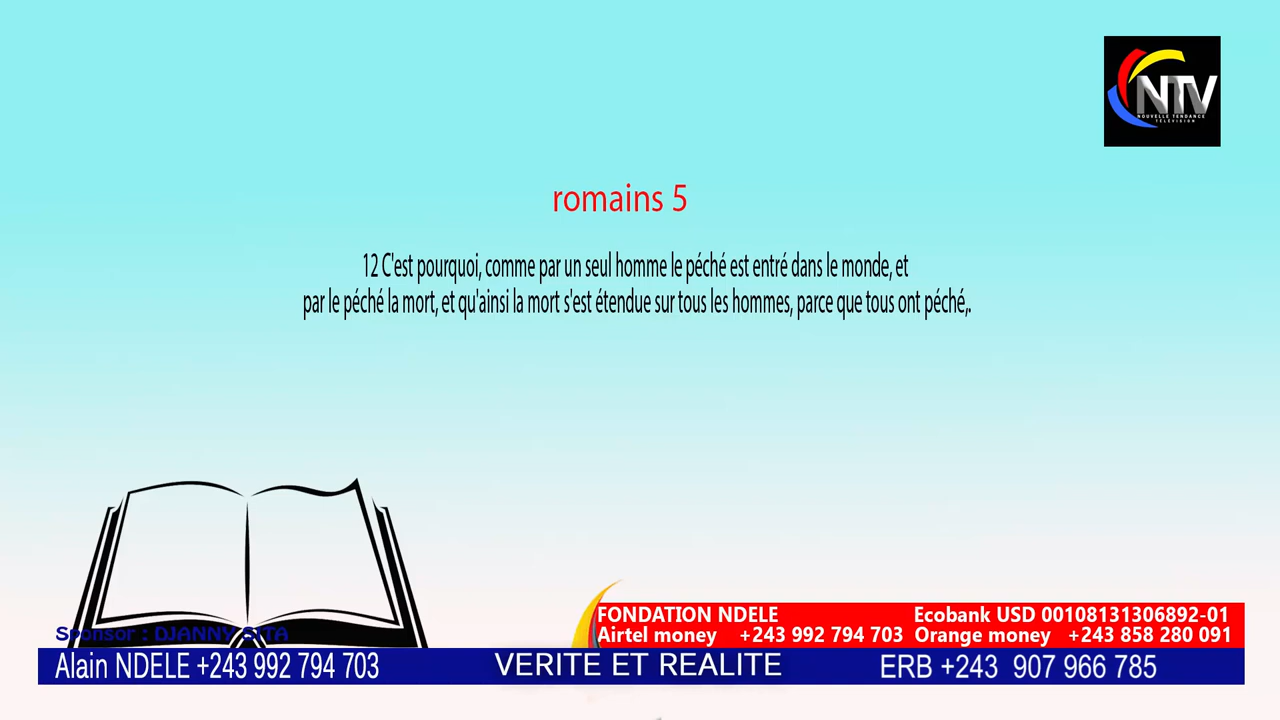 NTV
NOUVELLE TENDANCE
TÉLÉVISION
romains 5
12 C'est pourquoi, comme par un seul homme le péché est entré dans le monde, et
par le péché la mort, et qu'ainsi la mort s'est étendue sur tous les hommes, parce que tous ont péché,.
FONDATION NDELE Ecobank USD 00108131306892-01
Airtel money +243 992 794 703 Orange money +243 858 280 091
Sponsor : DJANNY SITA
Alain NDELE +243 992 794 703 VERITE ET REALITE ERB +243 907 966 785